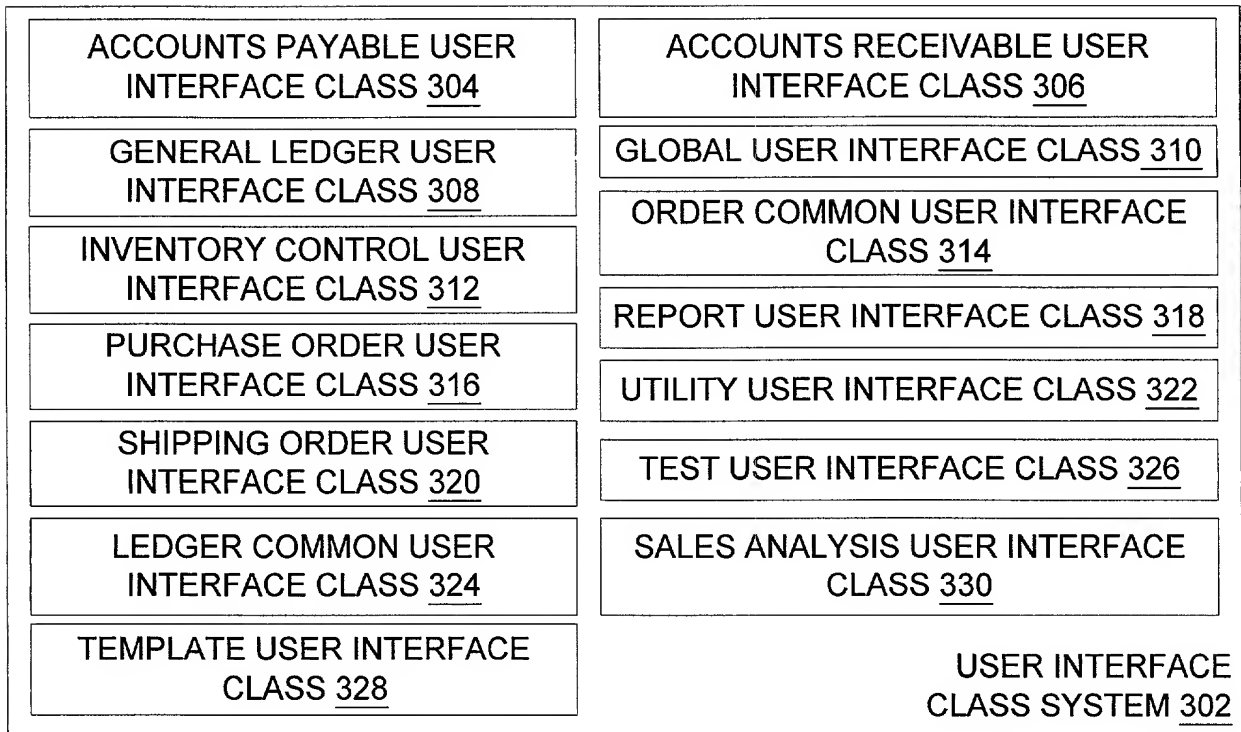 ACCOUNTS PAYABLE USER
INTERFACE CLASS 304
ACCOUNTS RECEIVABLE USER
INTERFACE CLASS 306
GENERAL LEDGER USER
INTERFACE CLASS 308
GLOBAL USER INTERFACE CLASS 310
INVENTORY CONTROL USER
INTERFACE CLASS 312
ORDER COMMON USER INTERFACE
CLASS 314
PURCHASE ORDER USER
INTERFACE CLASS 316
REPORT USER INTERFACE CLASS 318
SHIPPING ORDER USER
INTERFACE CLASS 320
UTILITY USER INTERFACE CLASS 322
LEDGER COMMON USER
INTERFACE CLASS 324
TEST USER INTERFACE CLASS 326
TEMPLATE USER INTERFACE
CLASS 328
SALES ANALYSIS USER INTERFACE
CLASS 330
USER INTERFACE
CLASS SYSTEM 302